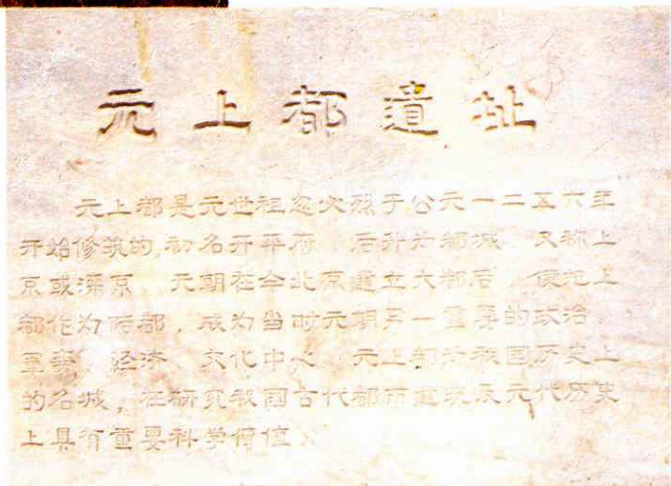 元上都遗址
元上都是元世祖忽必烈于公元一二五六年
开始修筑的，初名开平府，后升为都城，又称上
京或滦京，元朝在今北京建立大都后，便把上
都作为陪都，成为当时元朝另一重要的政治、
军事、经济、文化中心，元上都为我国历史上
的名城，在研究我国古代都市建筑及元代历史
上具有重要科学价值。